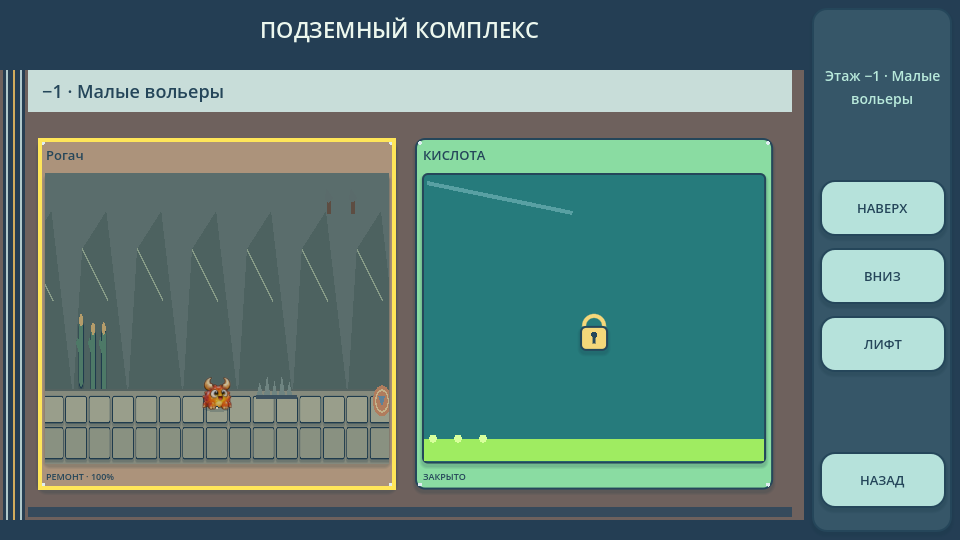 ПОДЗЕМНЫЙ КОМПЛЕКС
−1 · Малые вольеры
Рогач
РЕМОНТ · 100%
КИСЛОТА
ЗАКРЫТО
Этаж −1 · Малые
вольеры
НАВЕРХ
ВНИЗ
ЛИФТ
НАЗАД